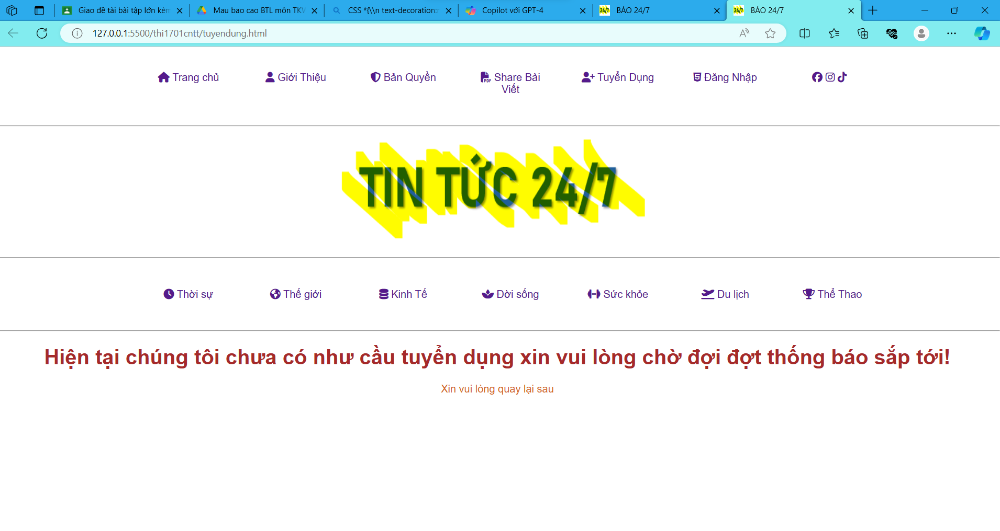 Giao đề tài bài tập lớn kèm
Mau bao cao BTL môn TKW
CSS *{\\n text-decoration:n
Copilot với GPT-4
24/7 BÁO 24/7
24/7 BÁO 24/7
127.0.0.1:5500/thi1701cntt/tuyendung.html
Trang chủ
Giới Thiệu
Bản Quyền
PDF Share Bài
Viết
Tuyển Dụng
Đăng Nhập
TIN TỨC 24/7
Thời sự
Thế giới
Kinh Tế
Đời sống
Sức khỏe
Du lịch
Thể Thao
Hiện tại chúng tôi chưa có như cầu tuyển dụng xin vui lòng chờ đợi đợt thống báo sắp tới!
Xin vui lòng quay lại sau